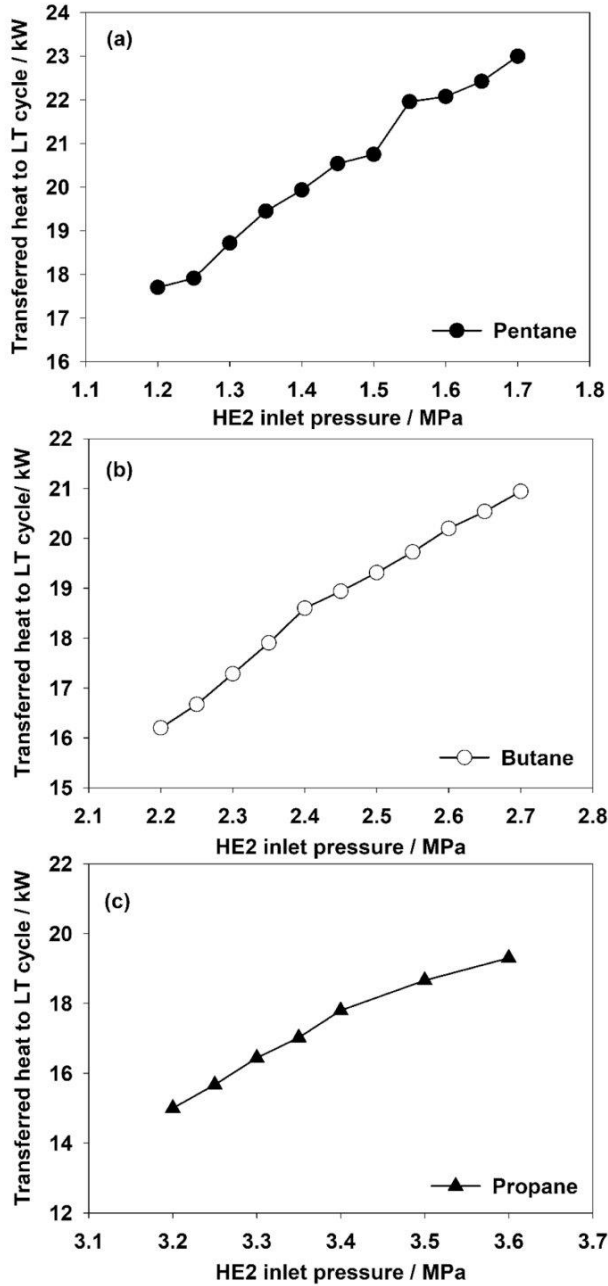 (a)
Transferred heat to LT cycle / kW
24
23
22
21
20
19
18
17
16
Pentane
1.1 1.2 1.3 1.4 1.5 1.6 1.7 1.8
HE2 inlet pressure / MPa
(b)
Transferred heat to LT cycle/ kW
22
21
20
19
18
17
16
15
Butane
2.1 2.2 2.3 2.4 2.5 2.6 2.7 2.8
HE2 inlet pressure / MPa
(c)
Transferred heat to LT cycle / kW
22
20
18
16
14
12
Propane
3.1 3.2 3.3 3.4 3.5 3.6 3.7
HE2 inlet pressure / MPa